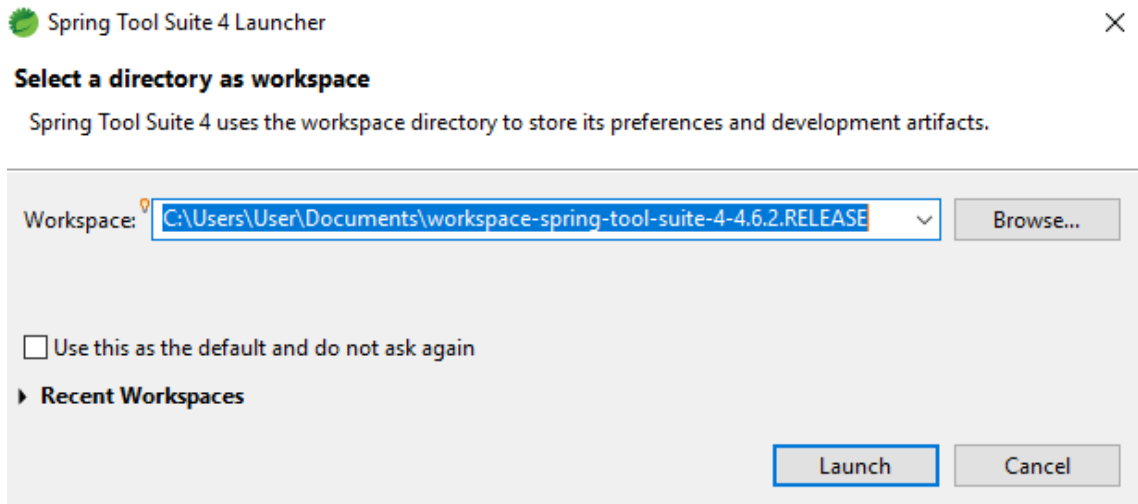 Spring Tool Suite 4 Launcher
Select a directory as workspace
Spring Tool Suite 4 uses the workspace directory to store its preferences and development artifacts.
Workspace: C:\Users\User\Documents\workspace-spring-tool-suite-4-4.6.2.RELEASE Browse...
Use this as the default and do not ask again
Recent Workspaces
Launch Cancel